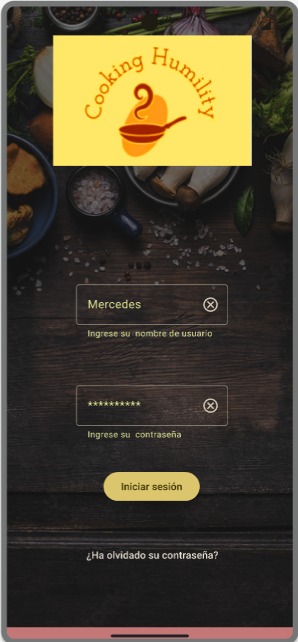 Cooking Humility
Mercedes
Ingrese su nombre de usuario
**********
Ingrese su contraseña
Iniciar sesión
¿Ha olvidado su contraseña?